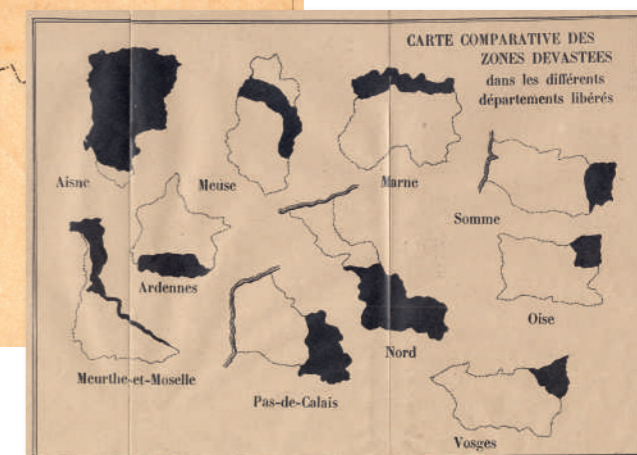 CARTE COMPARATIVE DES
ZONES DEVASTEES
dans les différents
départements libérés
Aisne
Meuse
Marne
Somme
Ardennes
Oise
Meurthe-et-Moselle
Pas-de-Calais
Nord
Vosges